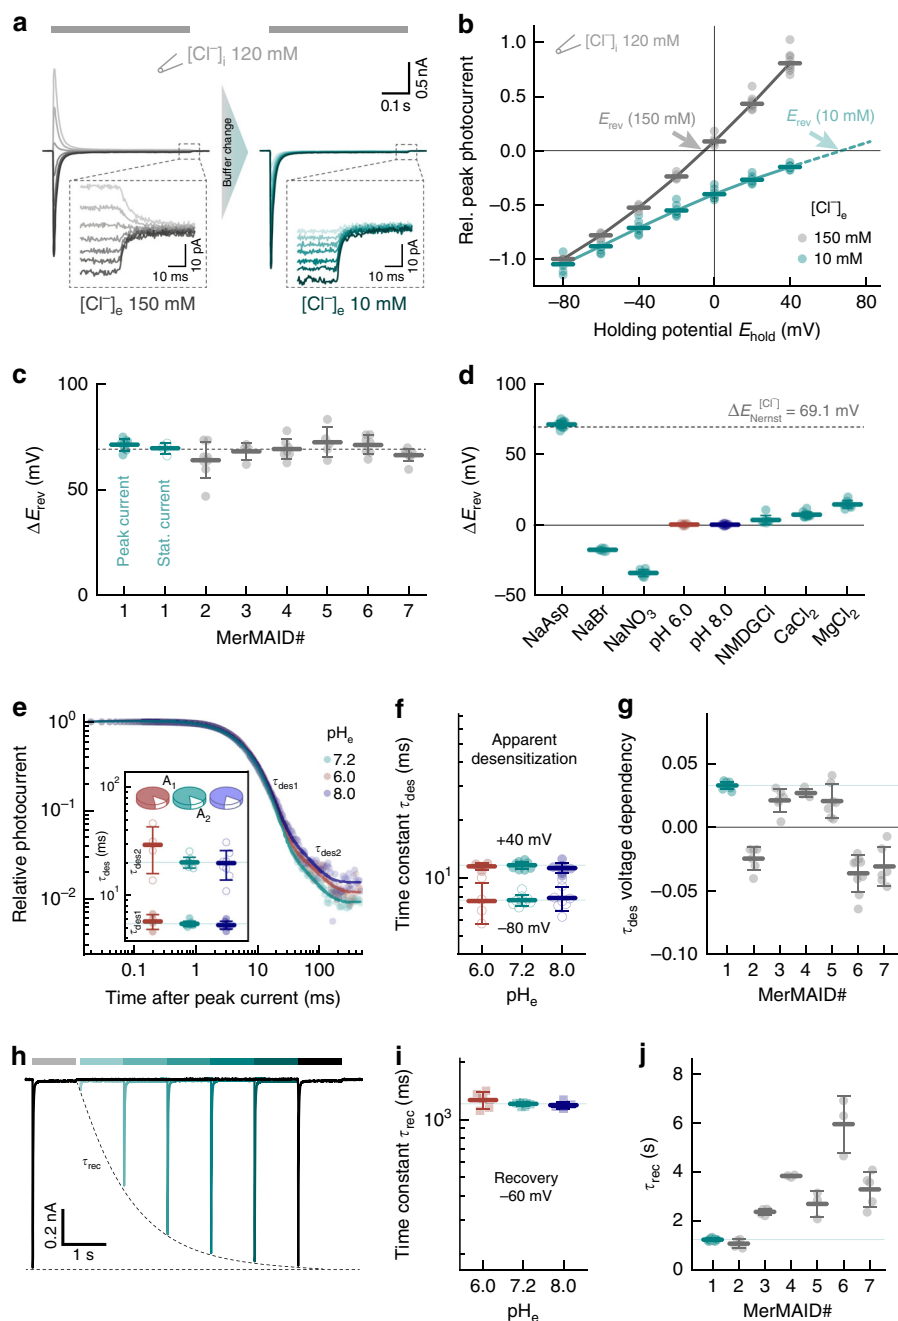 a
[Cl⁻]i 120 mM
0.5 nA
0.1 s
Buffer change
10 ms
10 pA
10 ms
10 pA
[Cl⁻]e 150 mM
[Cl⁻]e 10 mM
b
[Cl⁻]i 120 mM
Erev (150 mM)
Erev (10 mM)
[Cl⁻]e
150 mM
10 mM
Rel. peak photocurrent
1.0
0.5
0.0
−0.5
−1.0
−80
−40
0
40
80
Holding potential Ehold (mV)
c
ΔErev (mV)
100
50
0
Peak current
Stat. current
1
1
2
3
4
5
6
7
MerMAID#
d
ΔErev (mV)
100
50
0
−50
ΔE[Cl⁻]Nernst = 69.1 mV
NaAsp
NaBr
NaNO₃
pH 6.0
pH 8.0
NMDGCl
CaCl₂
MgCl₂
e
Relative photocurrent
10⁰
10⁻¹
10⁻²
pHe
7.2
6.0
8.0
τdes1
τdes2
A₁
A₂
τdes (ms)
10²
10¹
τdes2
τdes1
0.1
1
10
100
Time after peak current (ms)
f
Time constant τdes (ms)
10¹
Apparent
desensitization
+40 mV
−80 mV
6.0
7.2
8.0
pHe
g
τdes voltage dependency
0.05
0.00
−0.05
−0.10
1
2
3
4
5
6
7
MerMAID#
h
τrec
0.2 nA
1 s
i
Time constant τrec (ms)
10³
Recovery
−60 mV
6.0
7.2
8.0
pHe
j
τrec (s)
8
6
4
2
0
1
2
3
4
5
6
7
MerMAID#